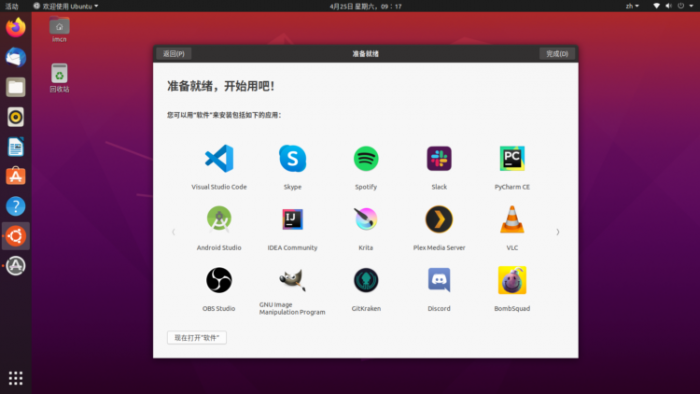 活动
欢迎使用 Ubuntu
4月25日 星期六，09：17
zh
imcn
回收站
返回(P)
准备就绪
完成(D)
准备就绪，开始用吧！
您可以用“软件”来安装包括如下的应用：
Visual Studio Code
Skype
Spotify
Slack
PyCharm CE
Android Studio
IDEA Community
Krita
Plex Media Server
VLC
OBS Studio
GNU Image
Manipulation Program
GitKraken
Discord
BombSquad
现在打开“软件”